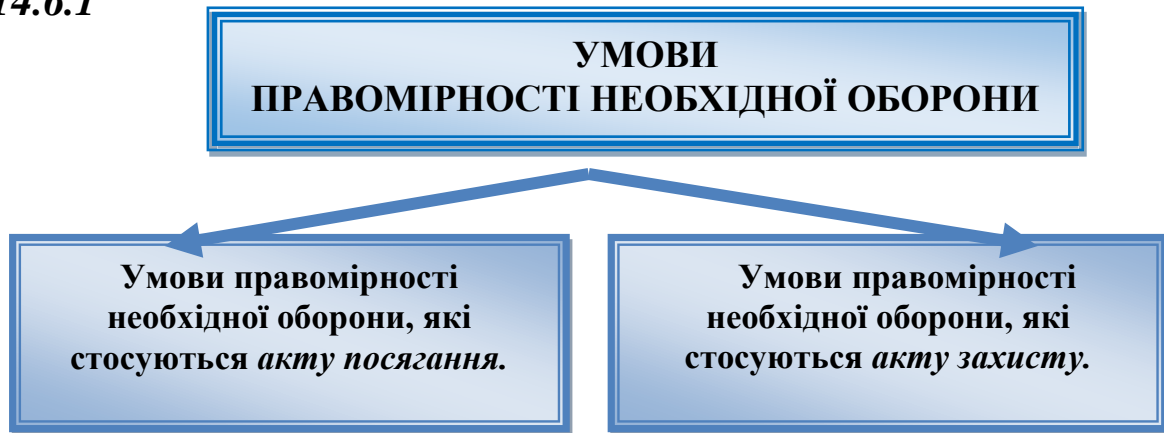 14.6.1
УМОВИ
ПРАВОМІРНОСТІ НЕОБХІДНОЇ ОБОРОНИ
Умови правомірності
необхідної оборони, які
стосуються акту посягання.
Умови правомірності
необхідної оборони, які
стосуються акту захисту.